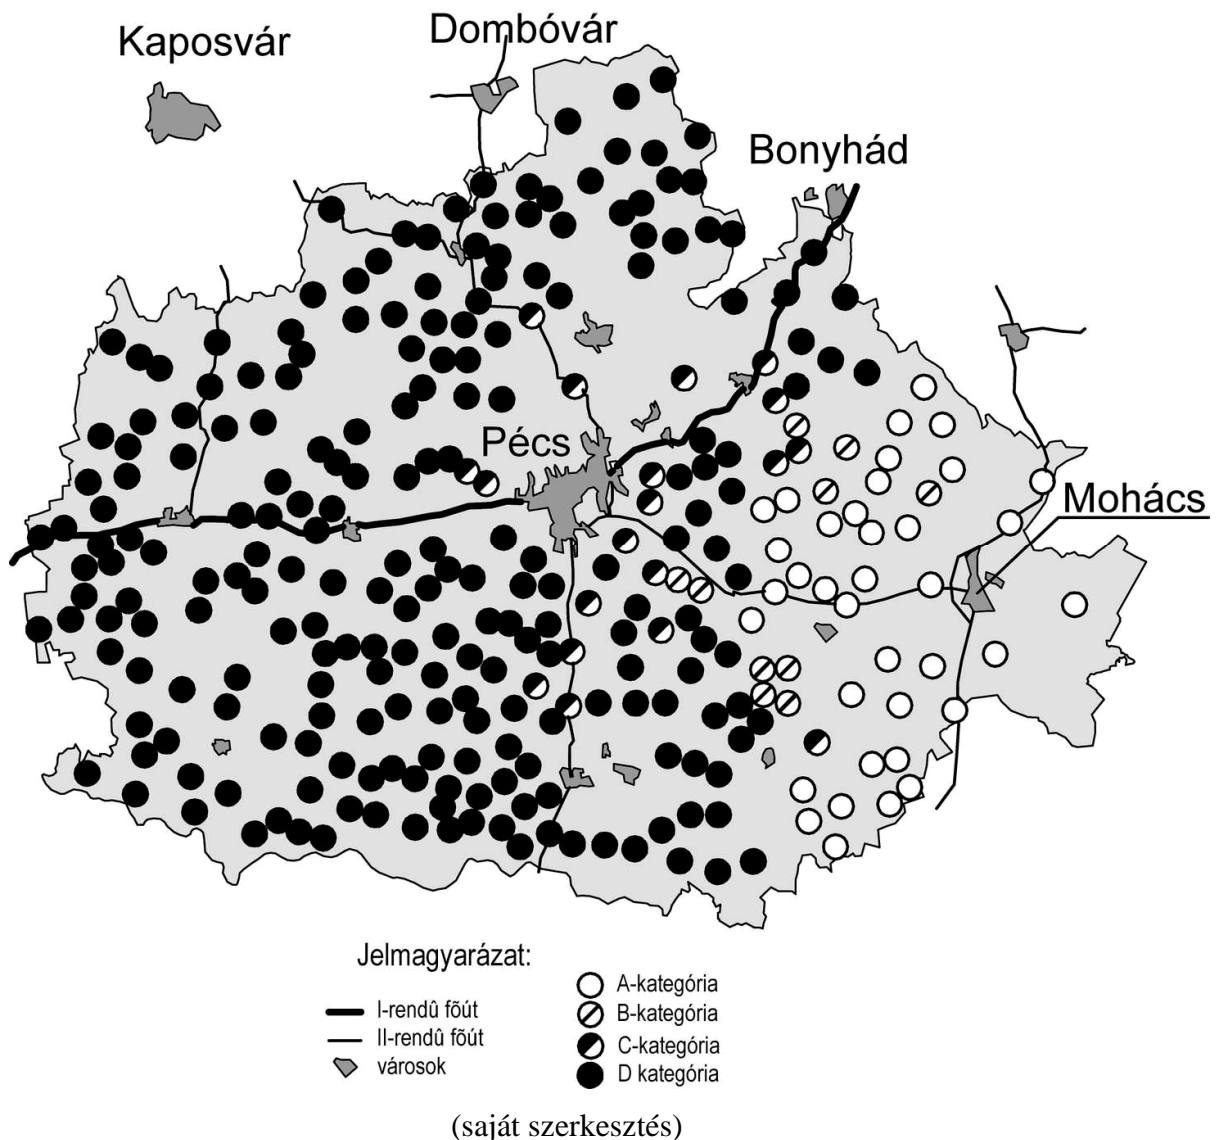 Kaposvár
Dombóvár
Bonyhád
Pécs
Mohács
Jelmagyarázat:
I-rendû fõút
II-rendû fõút
városok
A-kategória
B-kategória
C-kategória
D kategória
(saját szerkesztés)